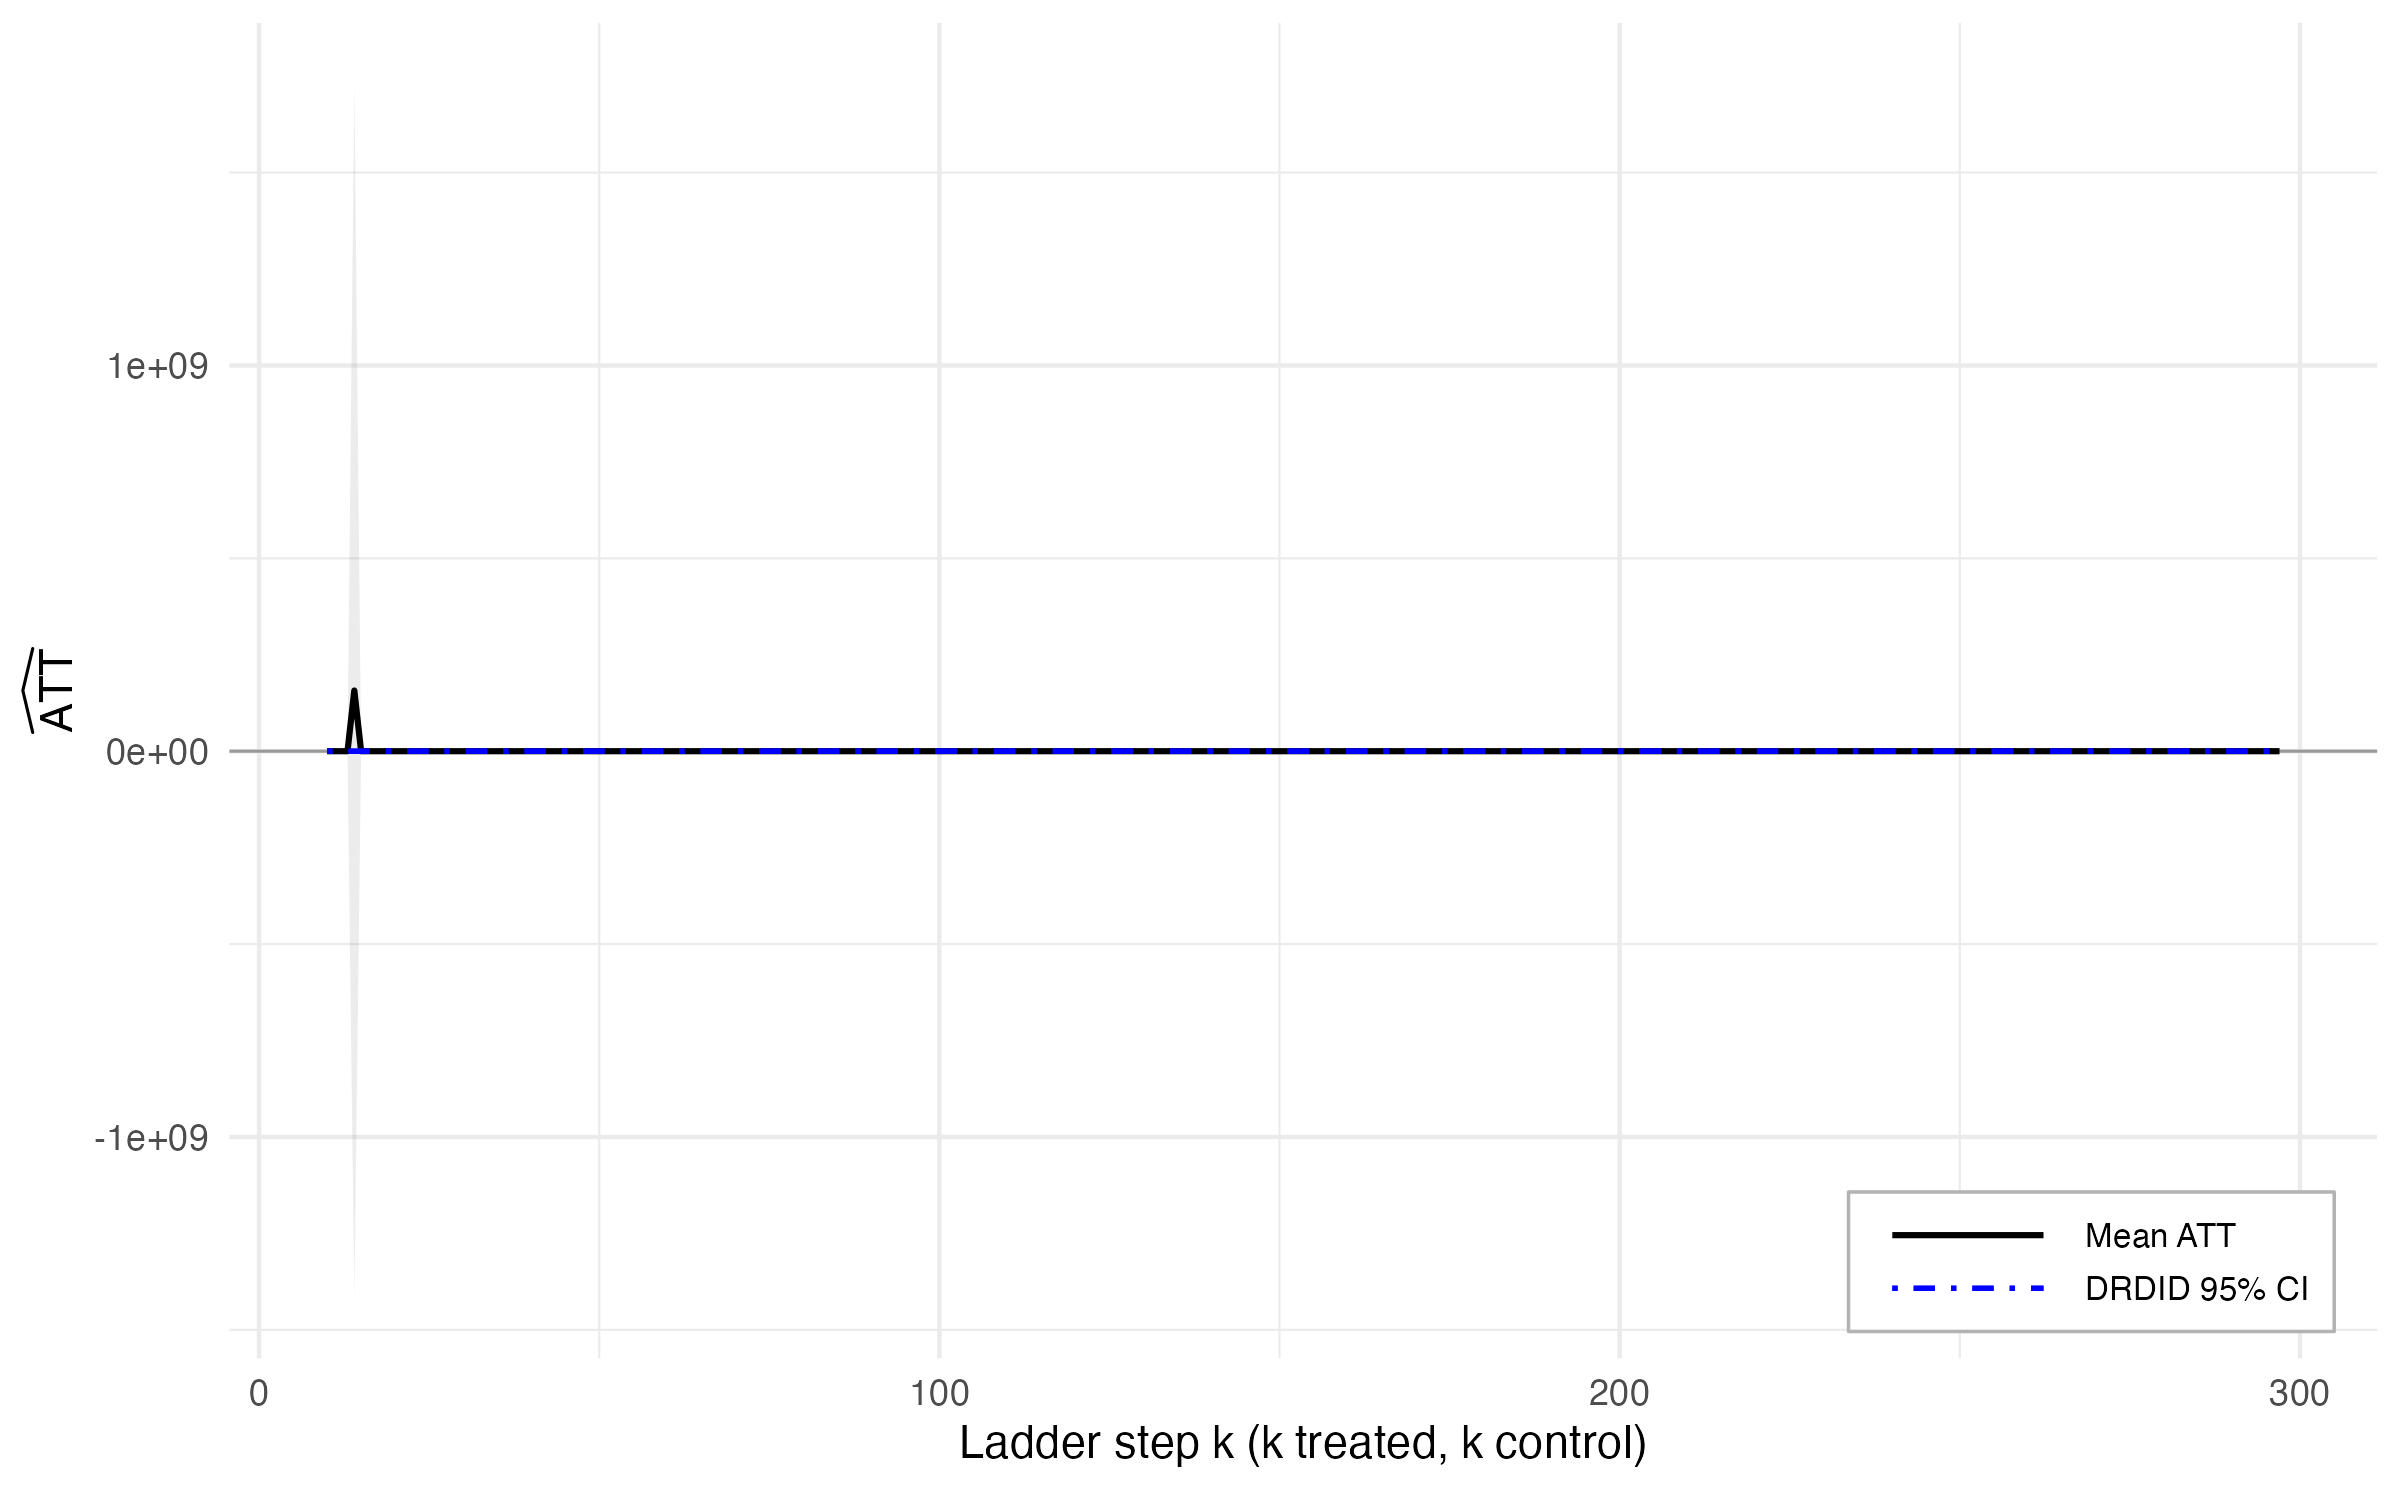 ATT
1e+09
0e+00
-1e+09
0 100 200 300
Ladder step k (k treated, k control)
Mean ATT
DRDID 95% CI